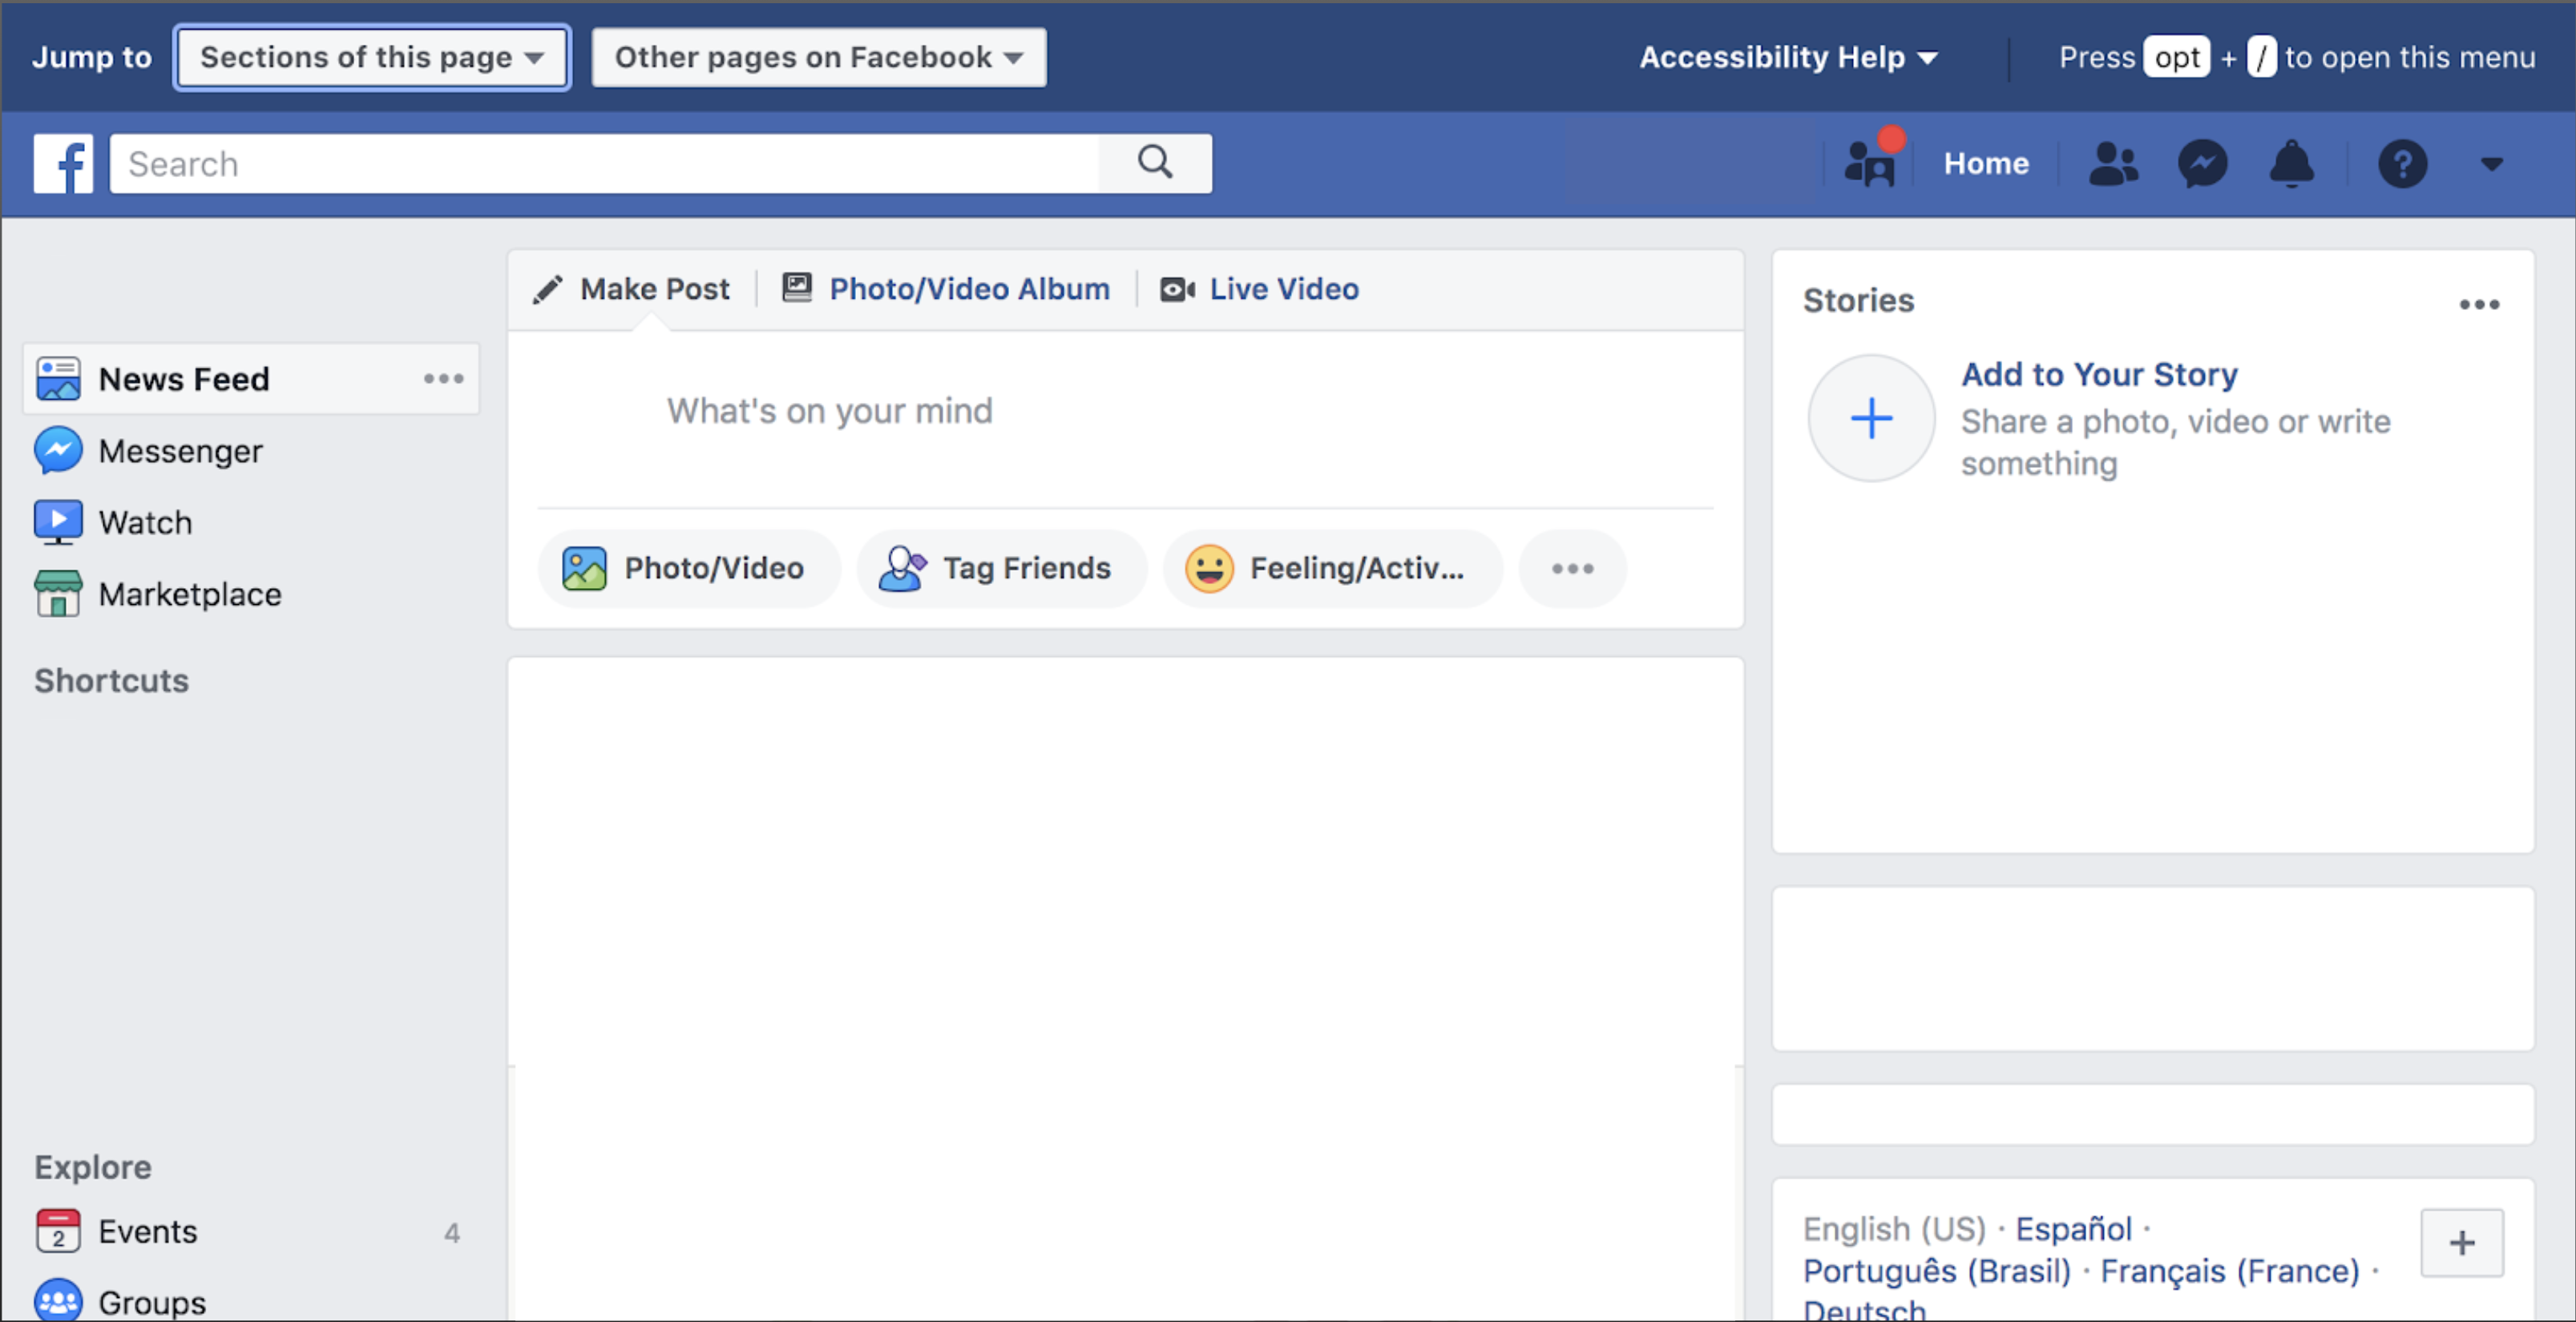 Jump to Sections of this page Other pages on Facebook Accessibility Help Press opt + / to open this menu
f Search Home
Make Post Photo/Video Album Live Video
What's on your mind
Photo/Video Tag Friends Feeling/Activ...
News Feed
Messenger
Watch
Marketplace
Shortcuts
Explore
2 Events 4
Groups
Stories
Add to Your Story
Share a photo, video or write
something
English (US) · Español ·
Português (Brasil) · Français (France) ·
Deutsch
+